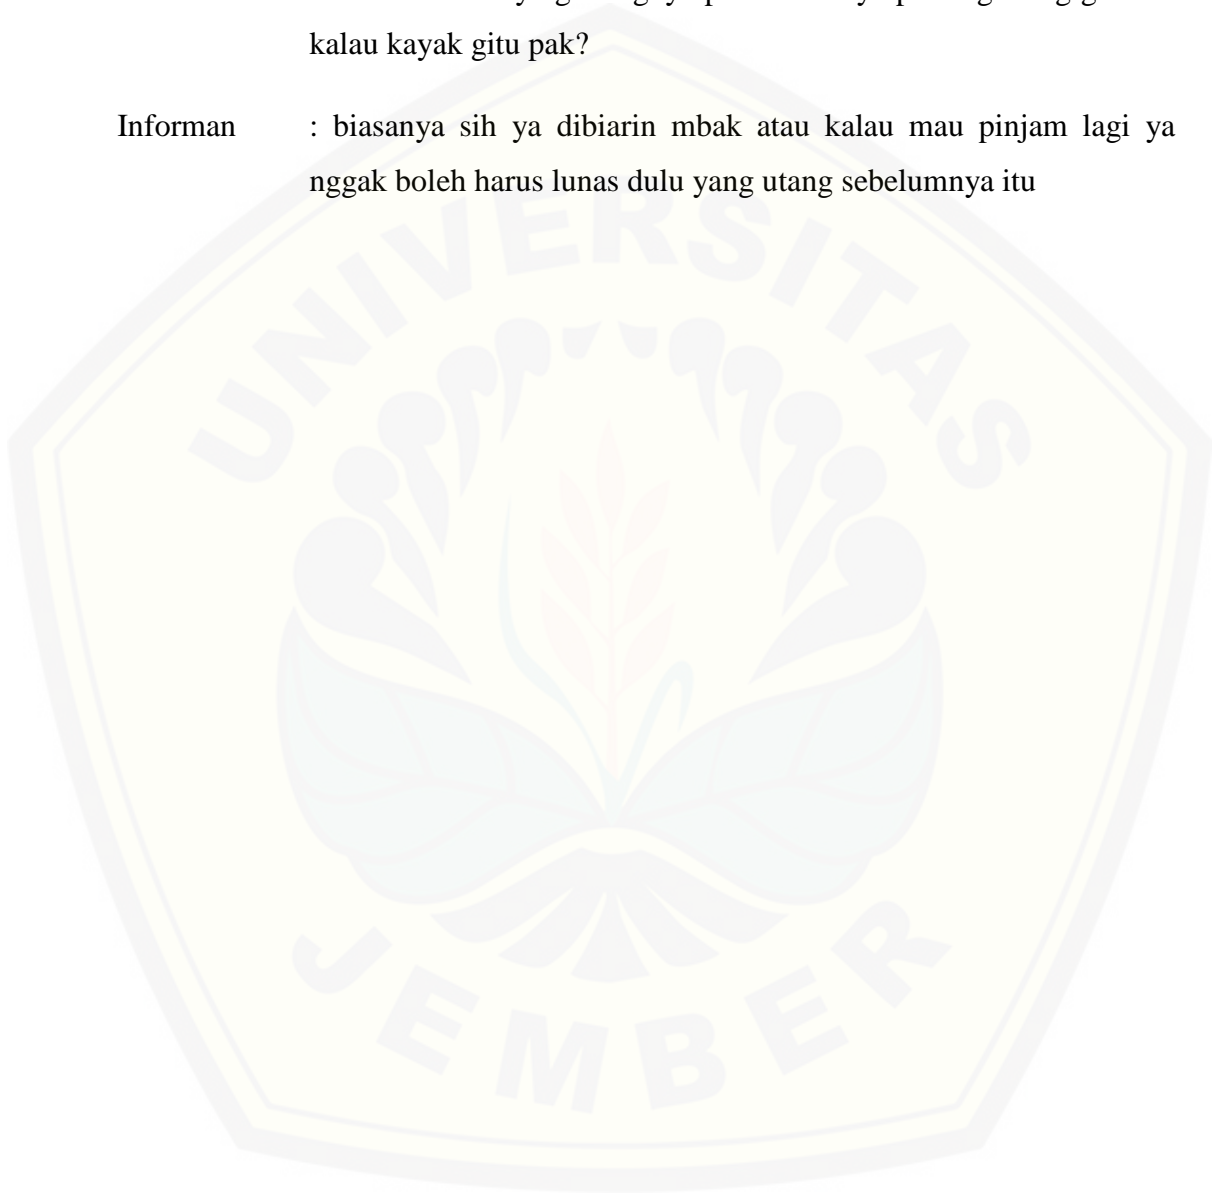 kalau kayak gitu pak?
Informan : biasanya sih ya dibiarin mbak atau kalau mau pinjam lagi ya
nggak boleh harus lunas dulu yang utang sebelumnya itu
UNIVERSITAS
JEMBER